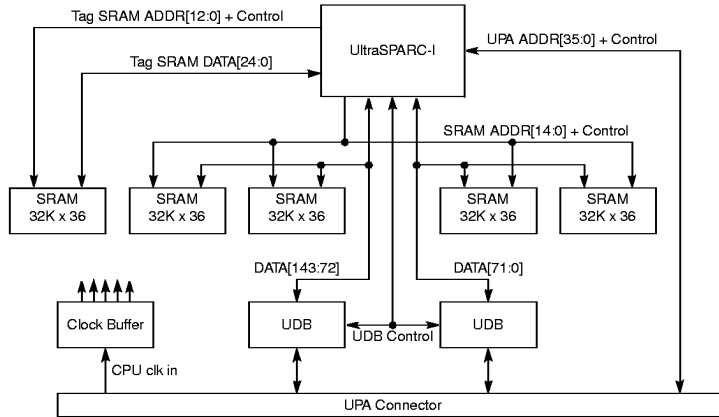 Tag SRAM ADDR[12:0] + Control
UltraSPARC-I
UPA ADDR[35:0] + Control
Tag SRAM DATA[24:0]
SRAM ADDR[14:0] + Control
SRAM
32K x 36
SRAM
32K x 36
SRAM
32K x 36
SRAM
32K x 36
SRAM
32K x 36
DATA[143:72]
DATA[71:0]
Clock Buffer
UDB
UDB
UDB Control
CPU clk in
UPA Connector